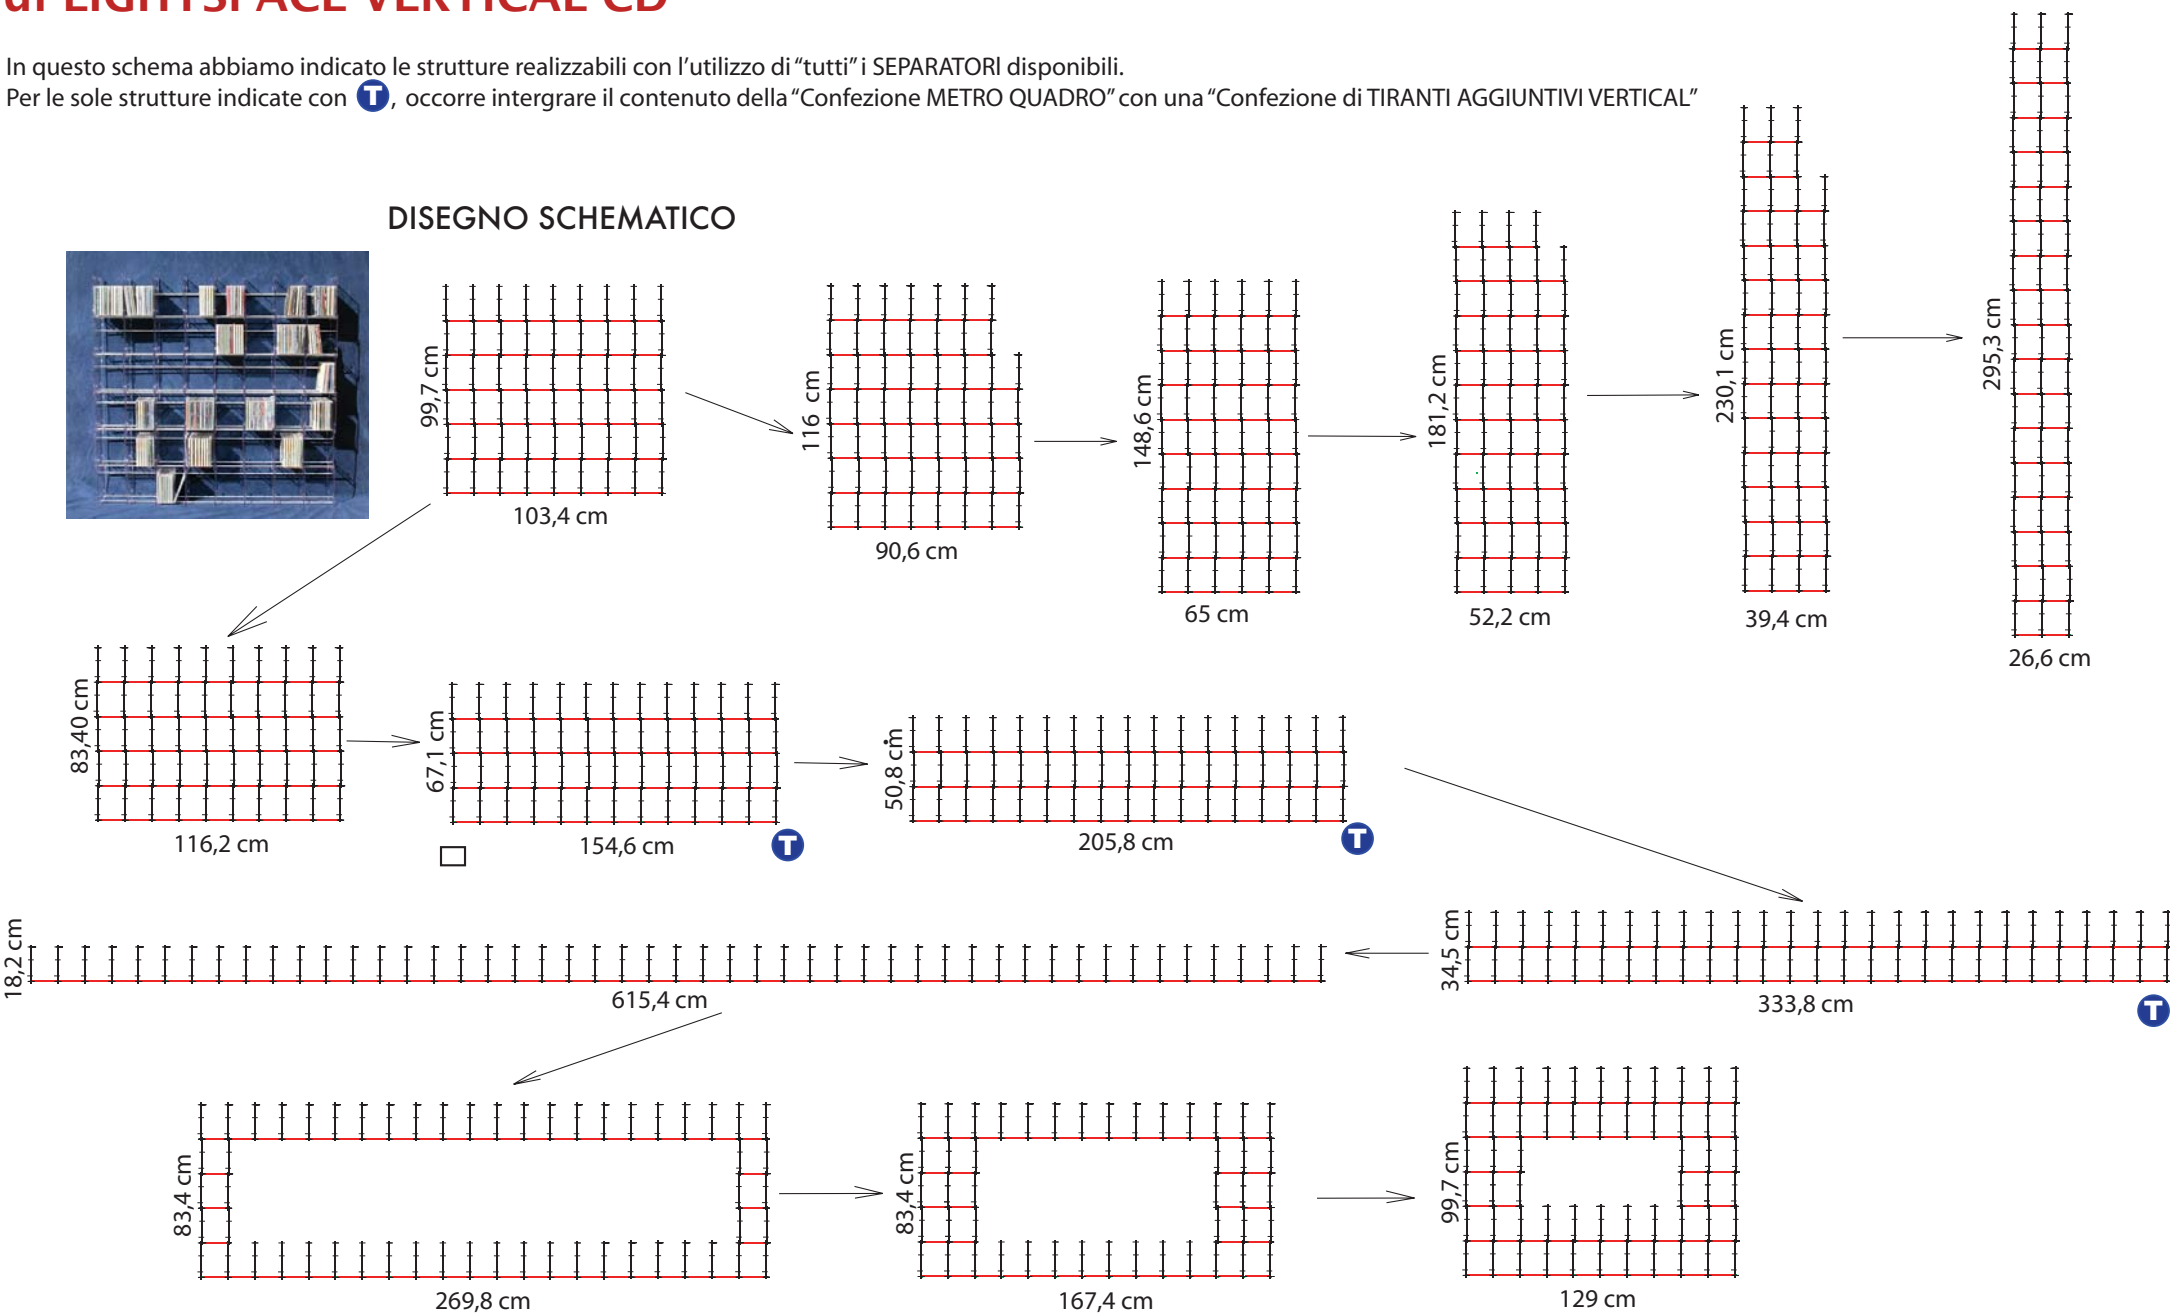 di LIGHTSPACE VERTICAL CD
In questo schema abbiamo indicato le strutture realizzabili con l'utilizzo di "tutti" i SEPARATORI disponibili.
Per le sole strutture indicate con T, occorre intergrare il contenuto della "Confezione METRO QUADRO" con una "Confezione di TIRANTI AGGIUNTIVI VERTICAL"
DISEGNO SCHEMATICO
99,7 cm
103,4 cm
116 cm
90,6 cm
148,6 cm
65 cm
181,2 cm
52,2 cm
230,1 cm
39,4 cm
295,3 cm
26,6 cm
83,40 cm
116,2 cm
67,1 cm
154,6 cm
T
50,8 cm
205,8 cm
T
18,2 cm
615,4 cm
34,5 cm
333,8 cm
T
83,4 cm
269,8 cm
83,4 cm
167,4 cm
99,7 cm
129 cm